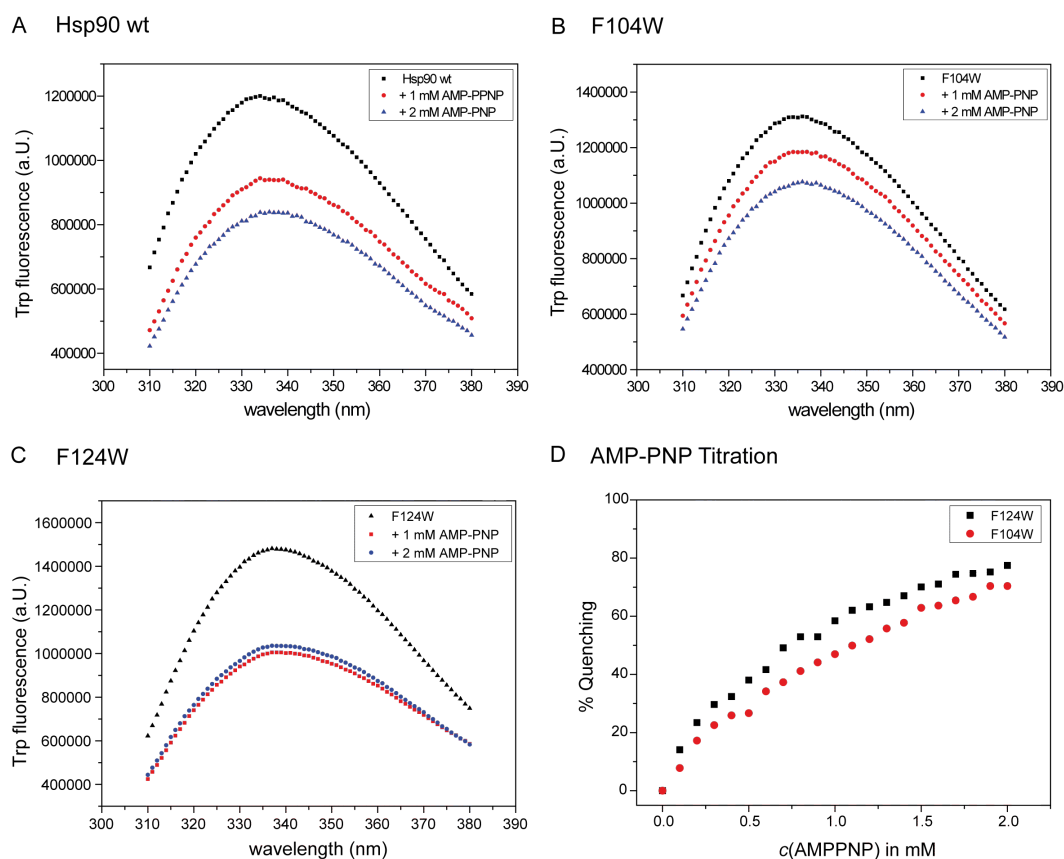 A Hsp90 wt
Trp fluorescence (a.U.)
1200000
1000000
800000
600000
400000
Hsp90 wt
+ 1 mM AMP-PPNP
+ 2 mM AMP-PNP
300 310 320 330 340 350 360 370 380 390
wavelength (nm)
B F104W
Trp fluorescence (a.U.)
1400000
1200000
1000000
800000
600000
400000
F104W
+ 1 mM AMP-PNP
+ 2 mM AMP-PNP
300 310 320 330 340 350 360 370 380 390
wavelength (nm)
C F124W
Trp fluorescence (a.U.)
1600000
1400000
1200000
1000000
800000
600000
400000
F124W
+ 1 mM AMP-PNP
+ 2 mM AMP-PNP
300 310 320 330 340 350 360 370 380 390
wavelength (nm)
D AMP-PNP Titration
% Quenching
100
80
60
40
20
0
F124W
F104W
0.0 0.5 1.0 1.5 2.0
c(AMPPNP) in mM